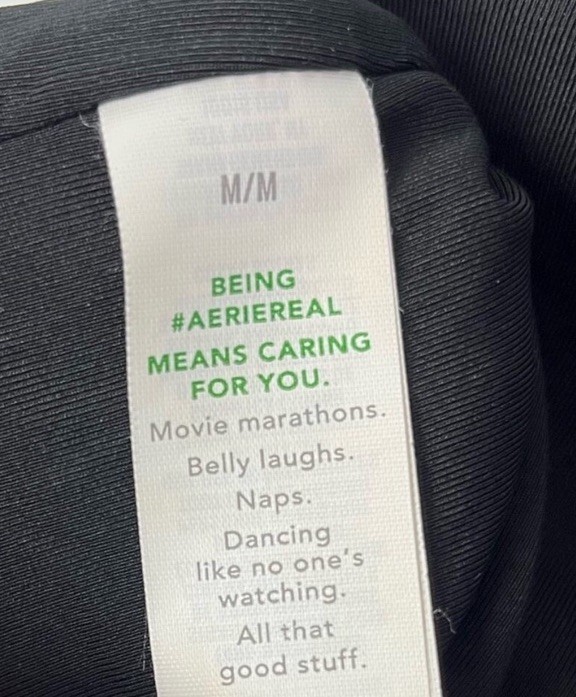 M/M
BEING
#AERIEREAL
MEANS CARING
FOR YOU.
Movie marathons.
Belly laughs.
Naps.
Dancing
like no one's
watching.
All that
good stuff.